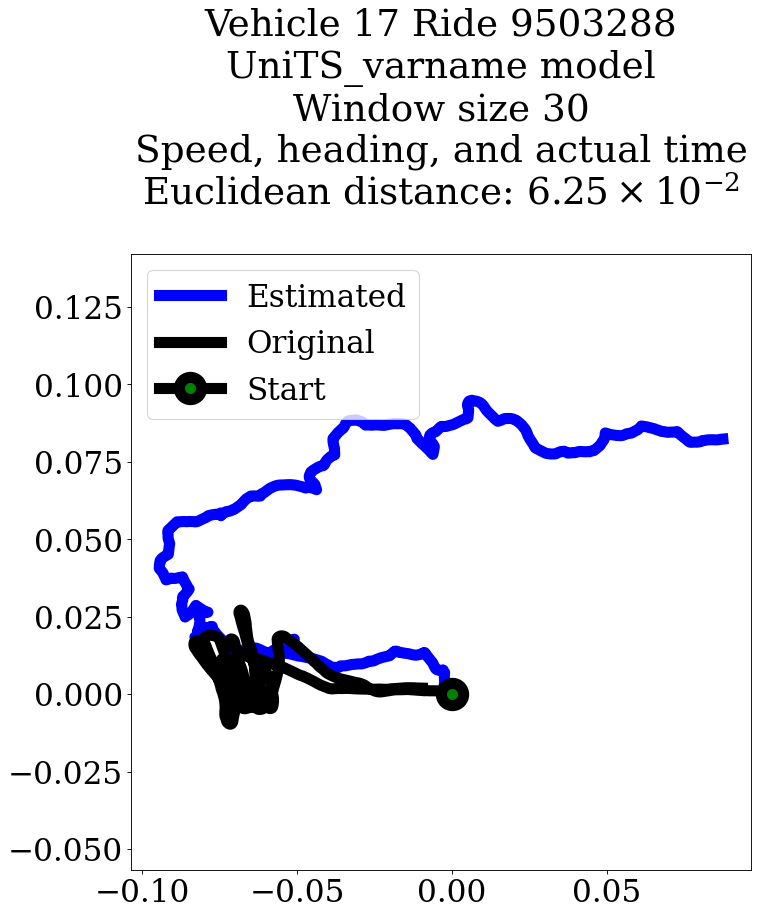 Vehicle 17 Ride 9503288
UniTS_varname model
Window size 30
Speed, heading, and actual time
Euclidean distance: 6.25 × 10⁻²
Estimated
Original
Start
0.125
0.100
0.075
0.050
0.025
0.000
−0.025
−0.050
−0.10
−0.05
0.00
0.05